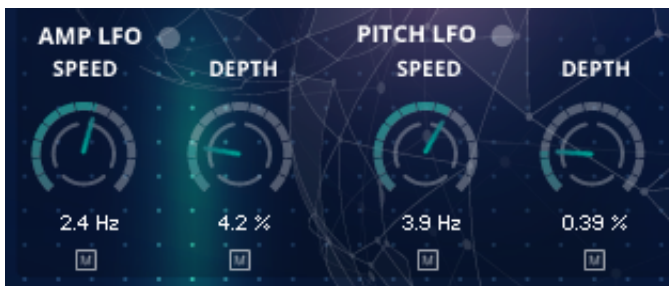 AMP LFO PITCH LFO
SPEED DEPTH SPEED DEPTH
2.4 Hz 4.2 % 3.9 Hz 0.39 %
M M M M